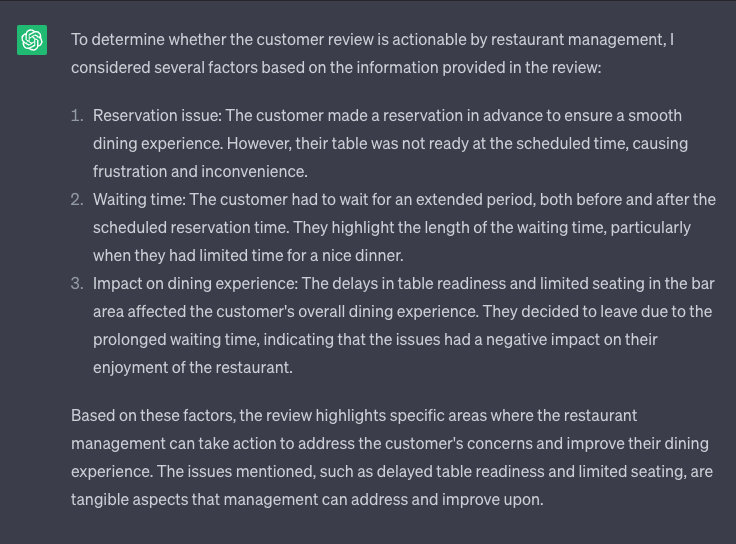 To determine whether the customer review is actionable by restaurant management, I
considered several factors based on the information provided in the review:
1. Reservation issue: The customer made a reservation in advance to ensure a smooth
dining experience. However, their table was not ready at the scheduled time, causing
frustration and inconvenience.
2. Waiting time: The customer had to wait for an extended period, both before and after the
scheduled reservation time. They highlight the length of the waiting time, particularly
when they had limited time for a nice dinner.
3. Impact on dining experience: The delays in table readiness and limited seating in the bar
area affected the customer's overall dining experience. They decided to leave due to the
prolonged waiting time, indicating that the issues had a negative impact on their
enjoyment of the restaurant.
Based on these factors, the review highlights specific areas where the restaurant
management can take action to address the customer's concerns and improve their dining
experience. The issues mentioned, such as delayed table readiness and limited seating, are
tangible aspects that management can address and improve upon.